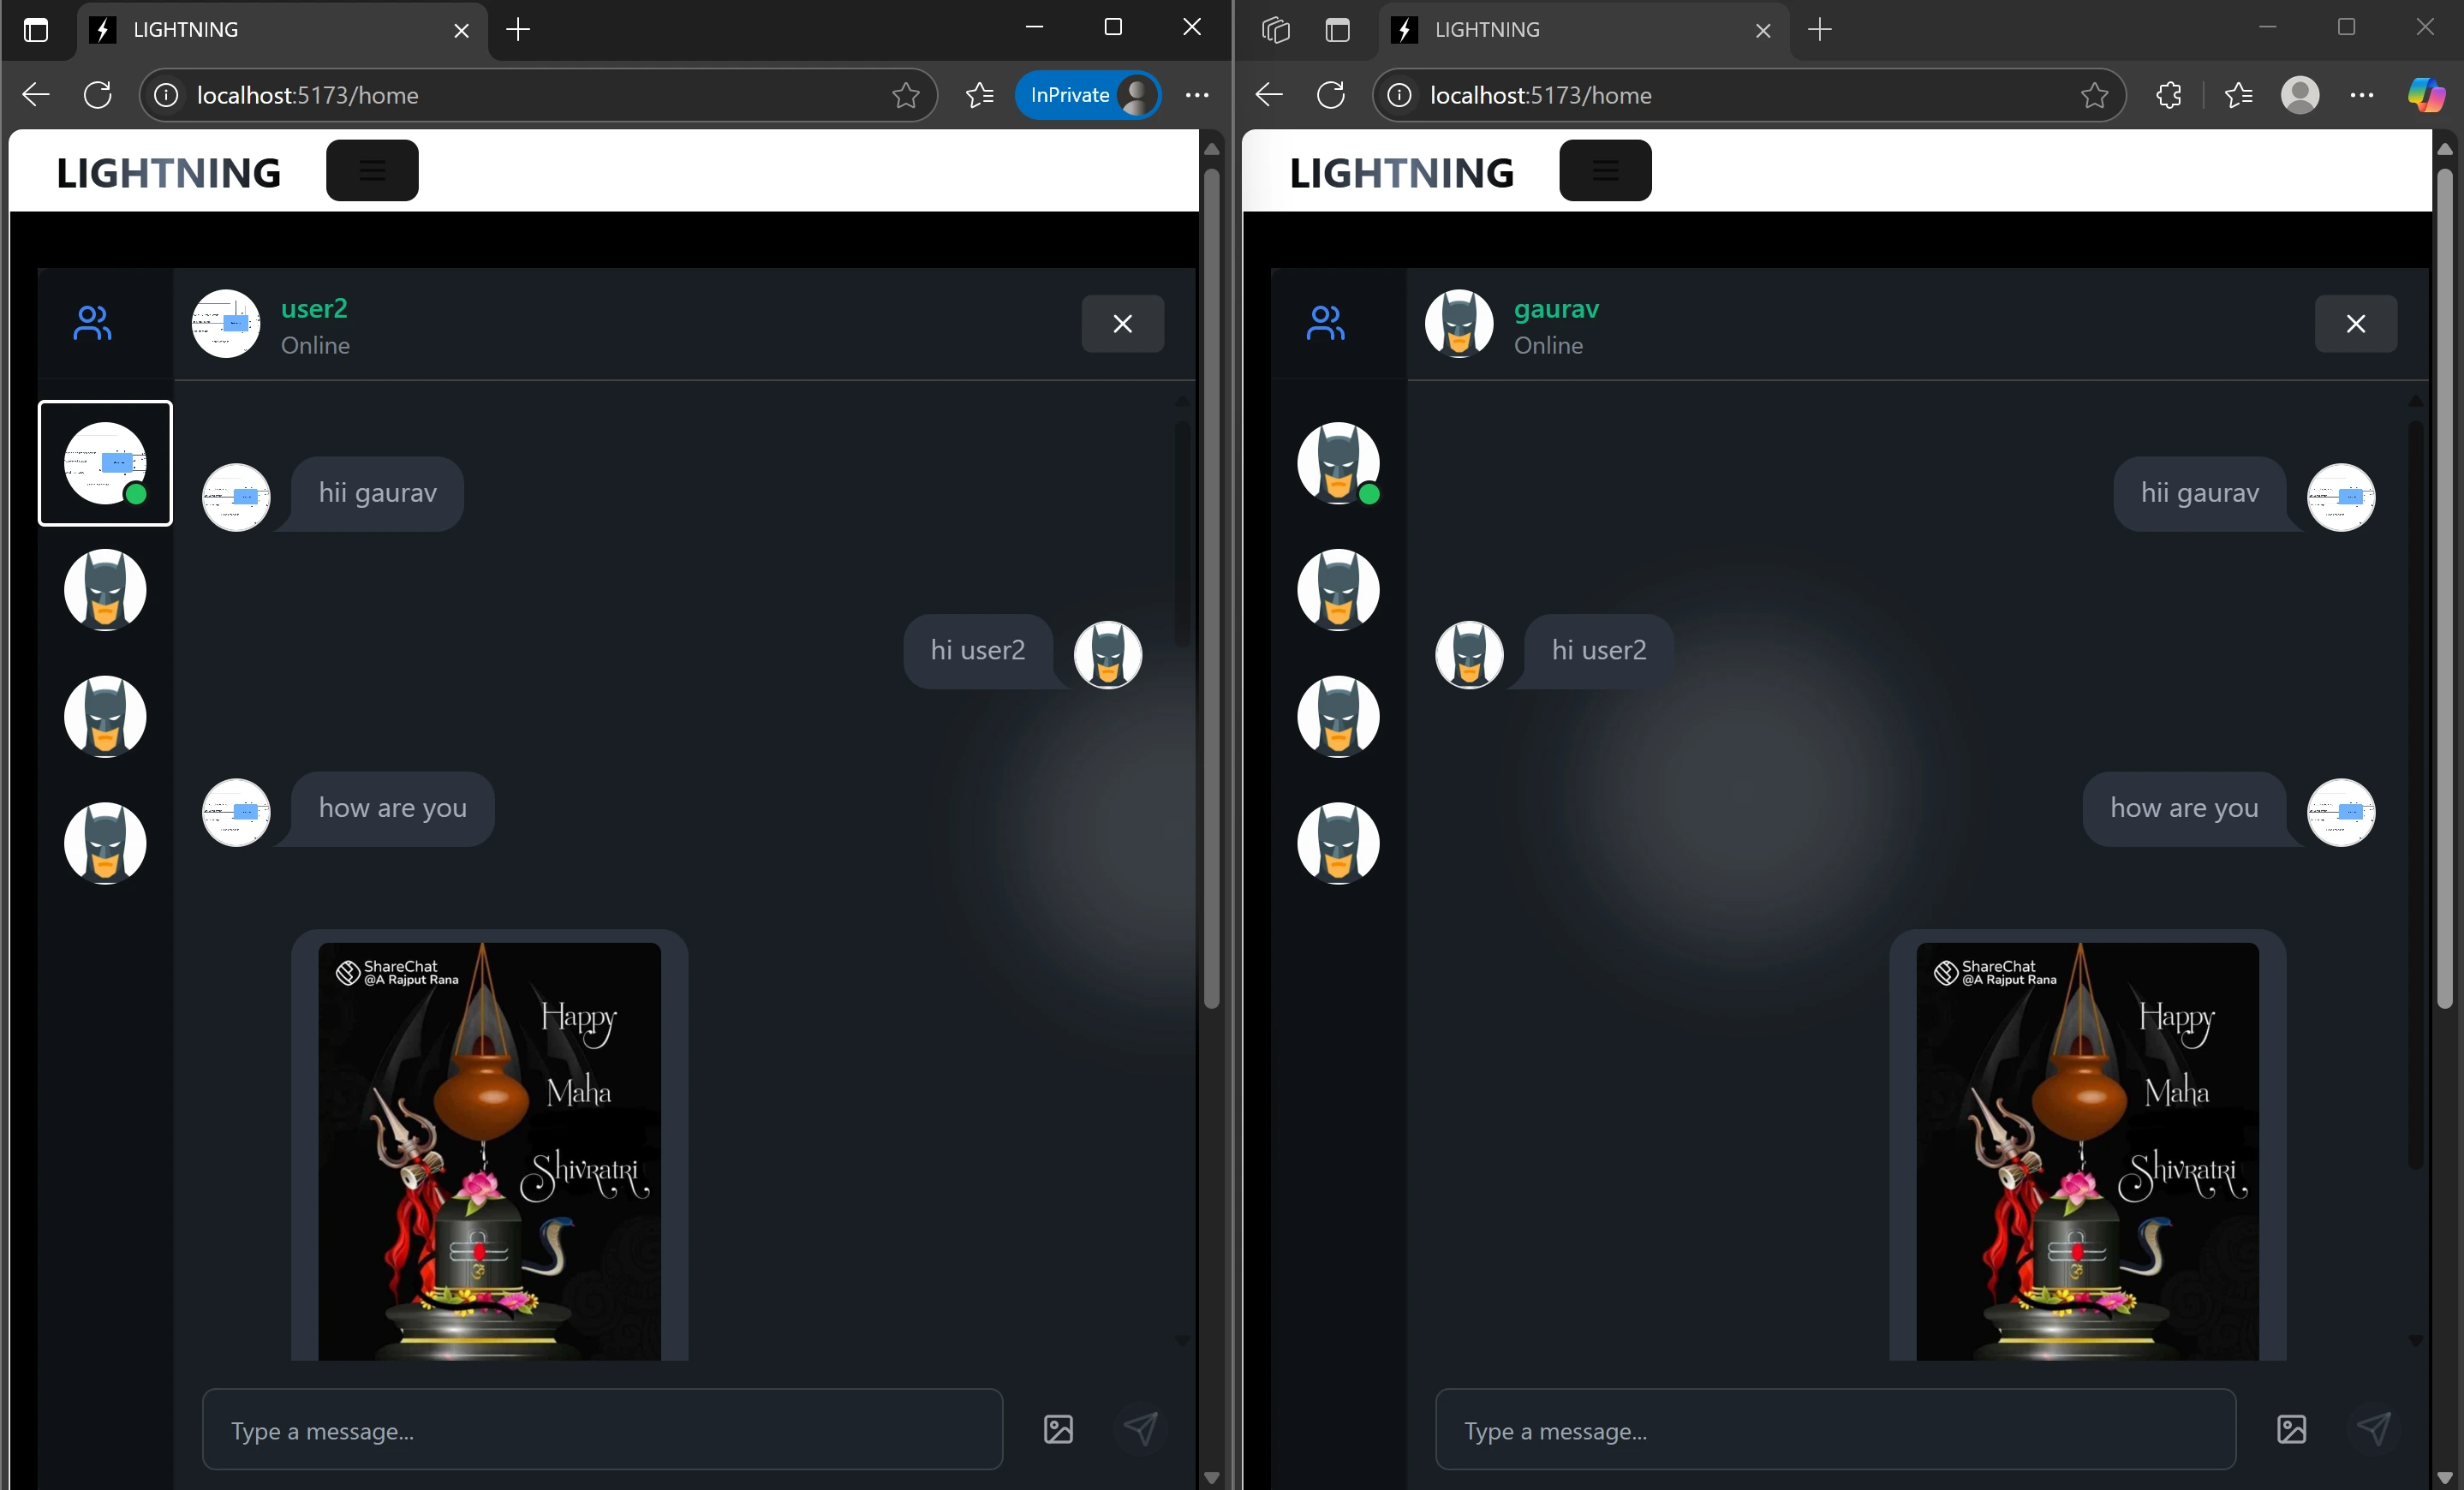 LIGHTNING
localhost:5173/home
InPrivate
LIGHTNING
user2
Online
hii gaurav
hi user2
how are you
ShareChat
@A Rajput Rana
Happy
Maha
Shivratri
Type a message...
LIGHTNING
localhost:5173/home
LIGHTNING
gaurav
Online
hii gaurav
hi user2
how are you
ShareChat
@A Rajput Rana
Happy
Maha
Shivratri
Type a message...